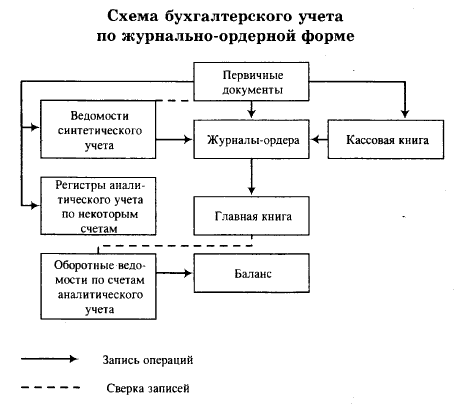 Схема бухгалтерского учета
по журнально-ордерной форме
Первичные
документы
Ведомости
синтетического
учета
Журналы-ордера
Кассовая книга
Регистры анали-
тического учета
по некоторым
счетам
Главная книга
Оборотные ведо-
мости по счетам
аналитического
учета
Баланс
Запись операций
Сверка записей